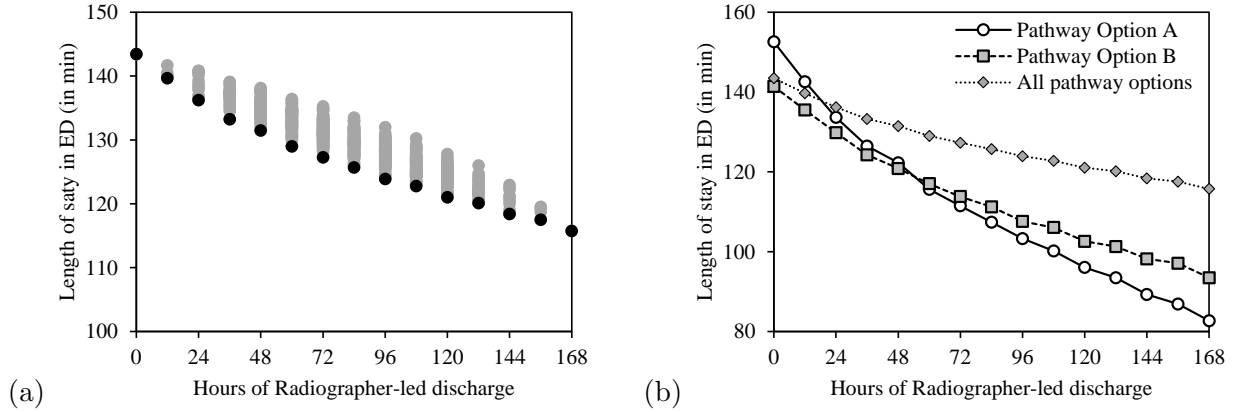 150
140
130
120
110
100
0 24 48 72 96 120 144 168
Length of saty in ED (in min)
Hours of Radiographer-led discharge
(a)
160
140
120
100
80
0 24 48 72 96 120 144 168
Length of stay in ED (in min)
Hours of Radiographer-led discharge
Pathway Option A
Pathway Option B
All pathway options
(b)